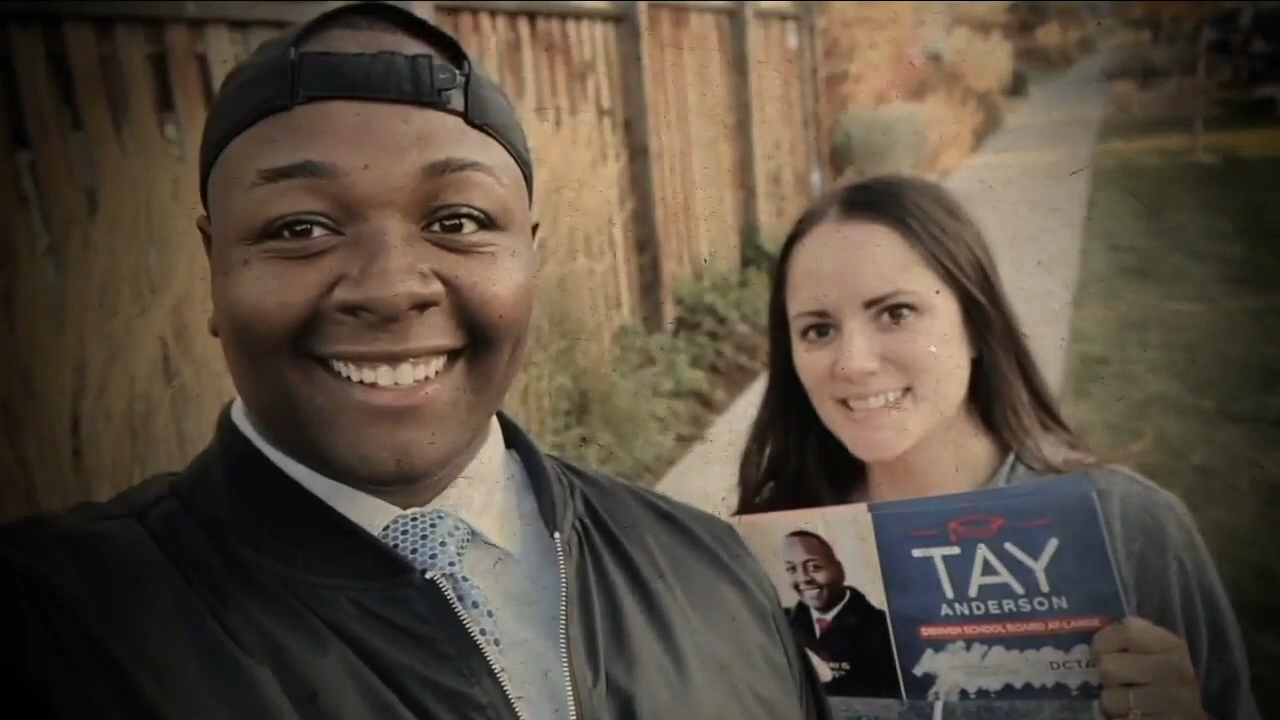 TAY
ANDERSON
DENVER SCHOOL BOARD AT-LARGE
DCTA